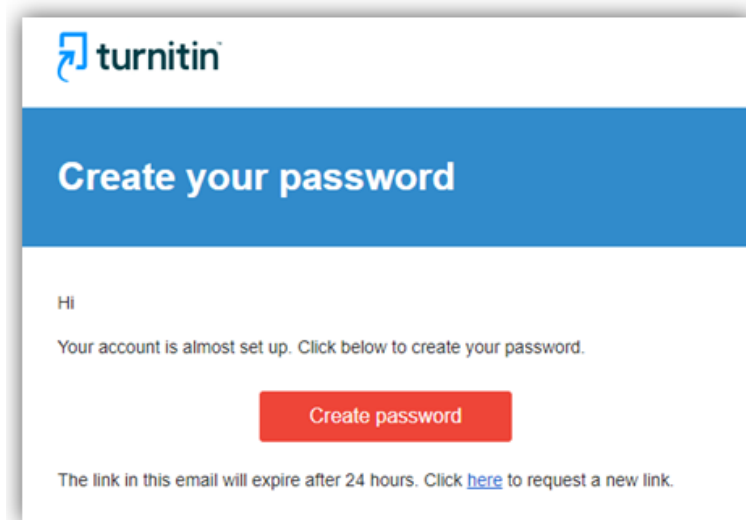 turnitin™
Create your password
Hi
Your account is almost set up. Click below to create your password.
Create password
The link in this email will expire after 24 hours. Click here to request a new link.